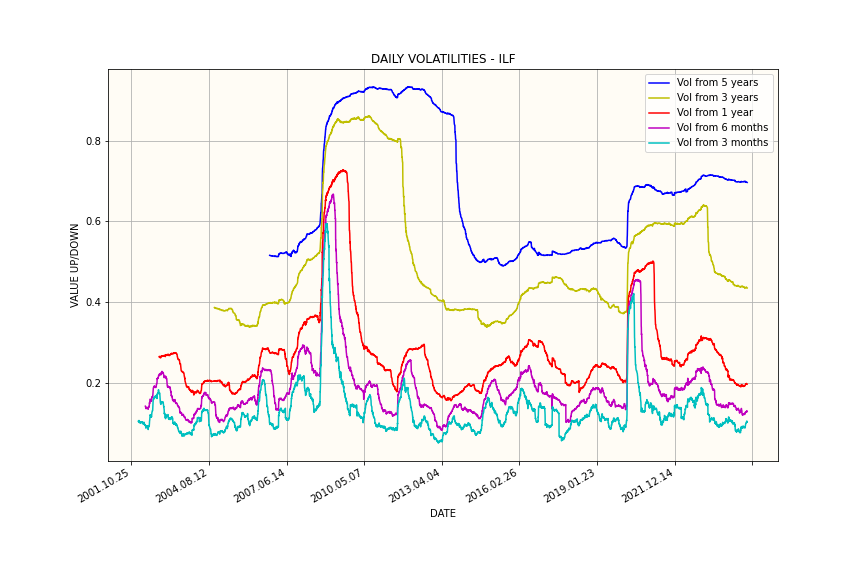 DAILY VOLATILITIES - ILF
Vol from 5 years
Vol from 3 years
Vol from 1 year
Vol from 6 months
Vol from 3 months
VALUE UP/DOWN
0.8
0.6
0.4
0.2
2001.10.25
2004.08.12
2007.06.14
2010.05.07
2013.04.04
2016.02.26
2019.01.23
2021.12.14
DATE